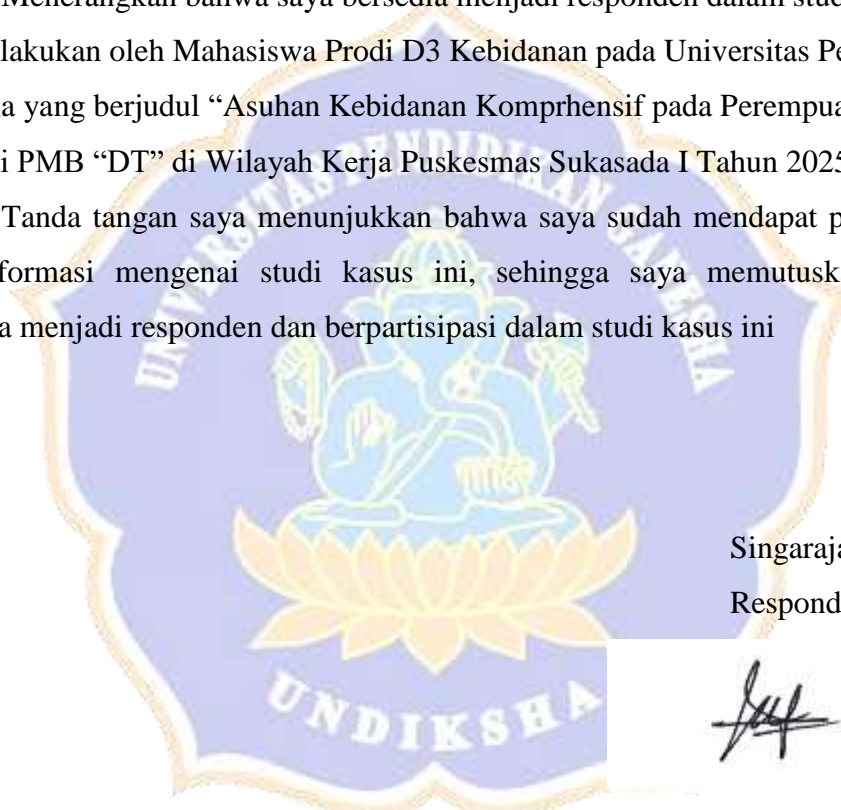 Menerangkan bahwa saya bersedia menjadi responden dalam stud
lakukan oleh Mahasiswa Prodi D3 Kebidanan pada Universitas Pe
a yang berjudul “Asuhan Kebidanan Komprhensif pada Perempua
i PMB “DT” di Wilayah Kerja Puskesmas Sukasada I Tahun 2025
Tanda tangan saya menunjukkan bahwa saya sudah mendapat p
formasi mengenai studi kasus ini, sehingga saya memutusk
a menjadi responden dan berpartisipasi dalam studi kasus ini
UNIVERSITAS PENDIDIKAN GANESHA
Singaraja
Respond
UNDIKSHA